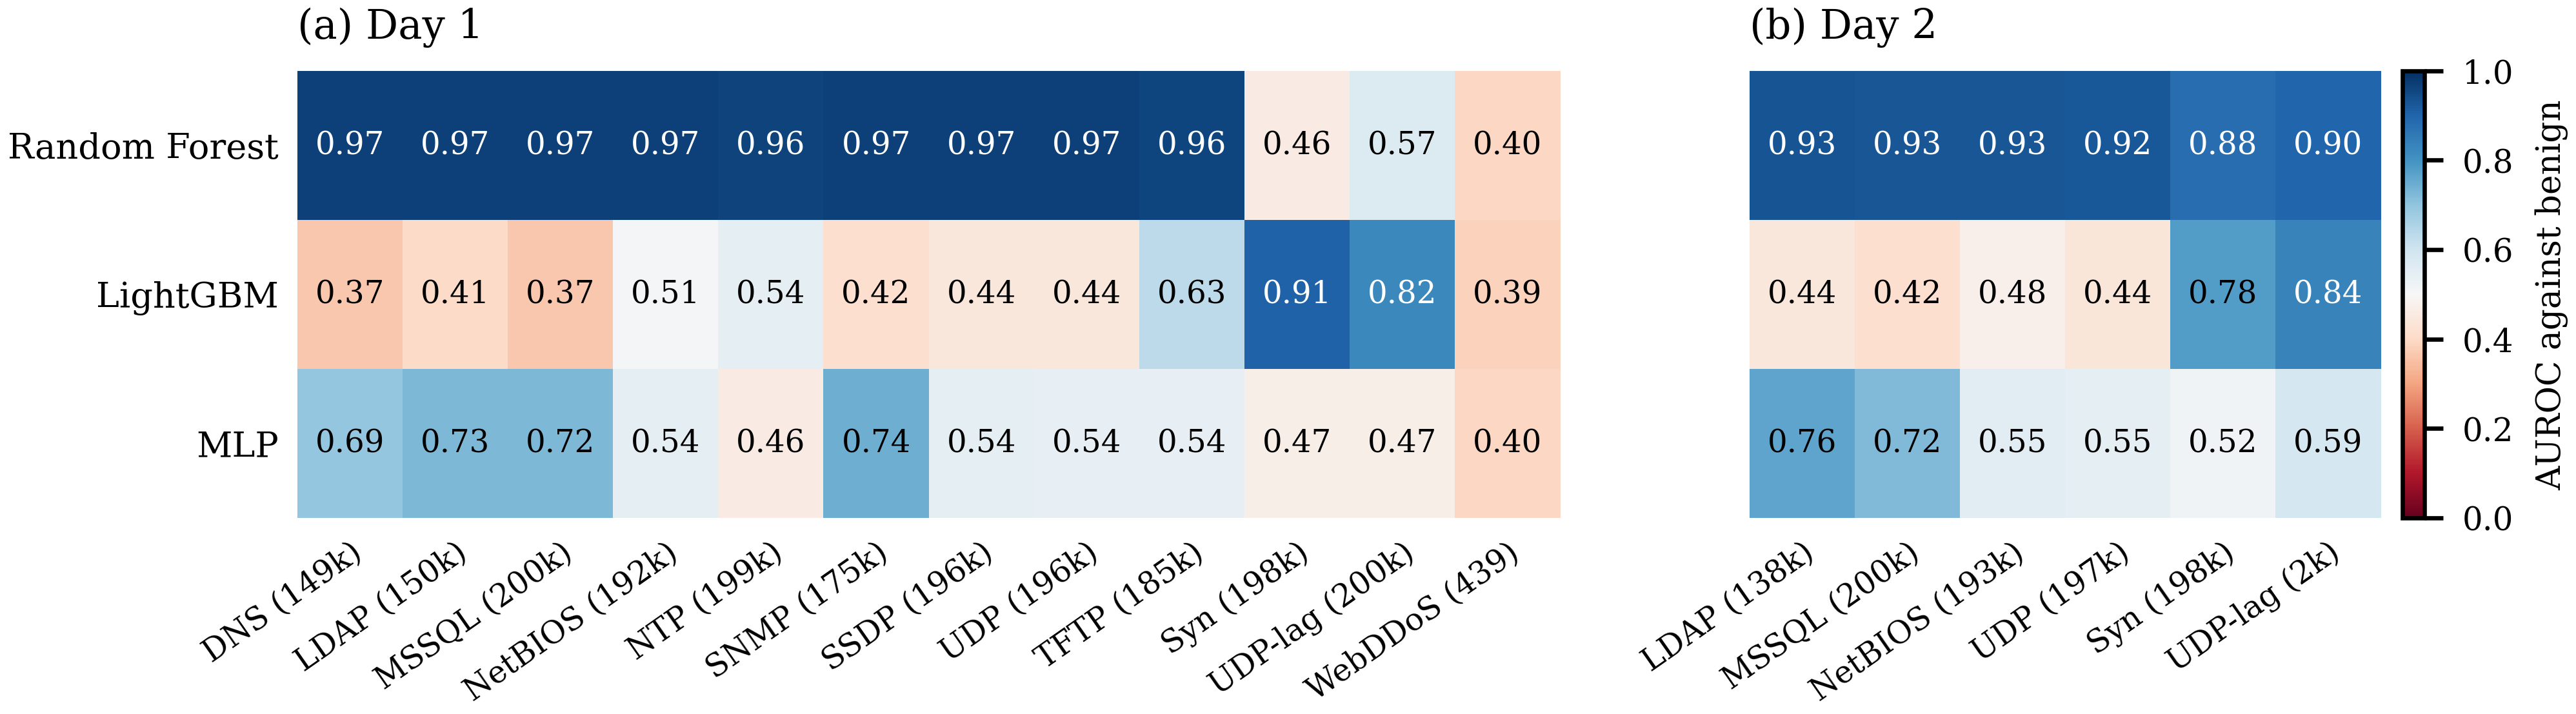 (a) Day 1
Random Forest 0.97 0.97 0.97 0.97 0.96 0.97 0.97 0.97 0.96 0.46 0.57 0.40
LightGBM 0.37 0.41 0.37 0.51 0.54 0.42 0.44 0.44 0.63 0.91 0.82 0.39
MLP 0.69 0.73 0.72 0.54 0.46 0.74 0.54 0.54 0.54 0.47 0.47 0.40
DNS (149k)
LDAP (150k)
MSSQL (200k)
NetBIOS (192k)
NTP (199k)
SNMP (175k)
SSDP (196k)
UDP (196k)
TFTP (185k)
Syn (198k)
UDP-lag (200k)
WebDDoS (439)
(b) Day 2
0.93 0.93 0.93 0.92 0.88 0.90
0.44 0.42 0.48 0.44 0.78 0.84
0.76 0.72 0.55 0.55 0.52 0.59
LDAP (138k)
MSSQL (200k)
NetBIOS (193k)
UDP (197k)
Syn (198k)
UDP-lag (2k)
1.0
0.8
0.6
0.4
0.2
0.0
AUROC against benign